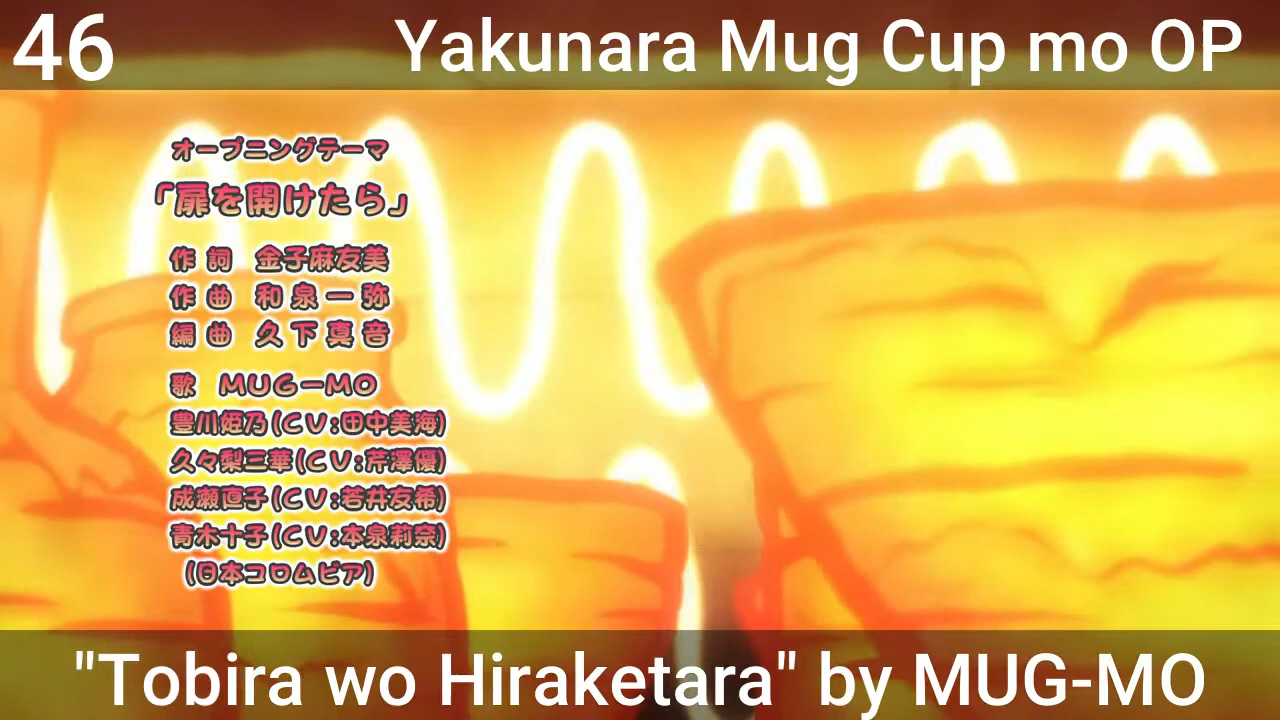 46
Yakunara Mug Cup mo OP
オープニングテーマ
「扉を開けたら」
作 詞　金子麻友美
作 曲　和 泉 一 弥
編 曲　久 下 真 音
歌　MUG－MO
豊川姫乃(CV:田中美海)
久々梨三華(CV:芹澤優)
成瀬直子(CV:若井友希)
青木十子(CV:本泉莉奈)
(日本コロムビア)
"Tobira wo Hiraketara" by MUG-MO